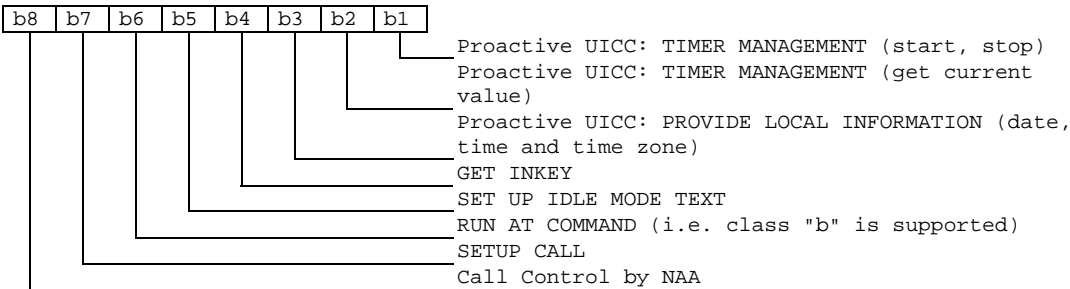 b8 b7 b6 b5 b4 b3 b2 b1
Proactive UICC: TIMER MANAGEMENT (start, stop)
Proactive UICC: TIMER MANAGEMENT (get current
value)
Proactive UICC: PROVIDE LOCAL INFORMATION (date,
time and time zone)
GET INKEY
SET UP IDLE MODE TEXT
RUN AT COMMAND (i.e. class "b" is supported)
SETUP CALL
Call Control by NAA